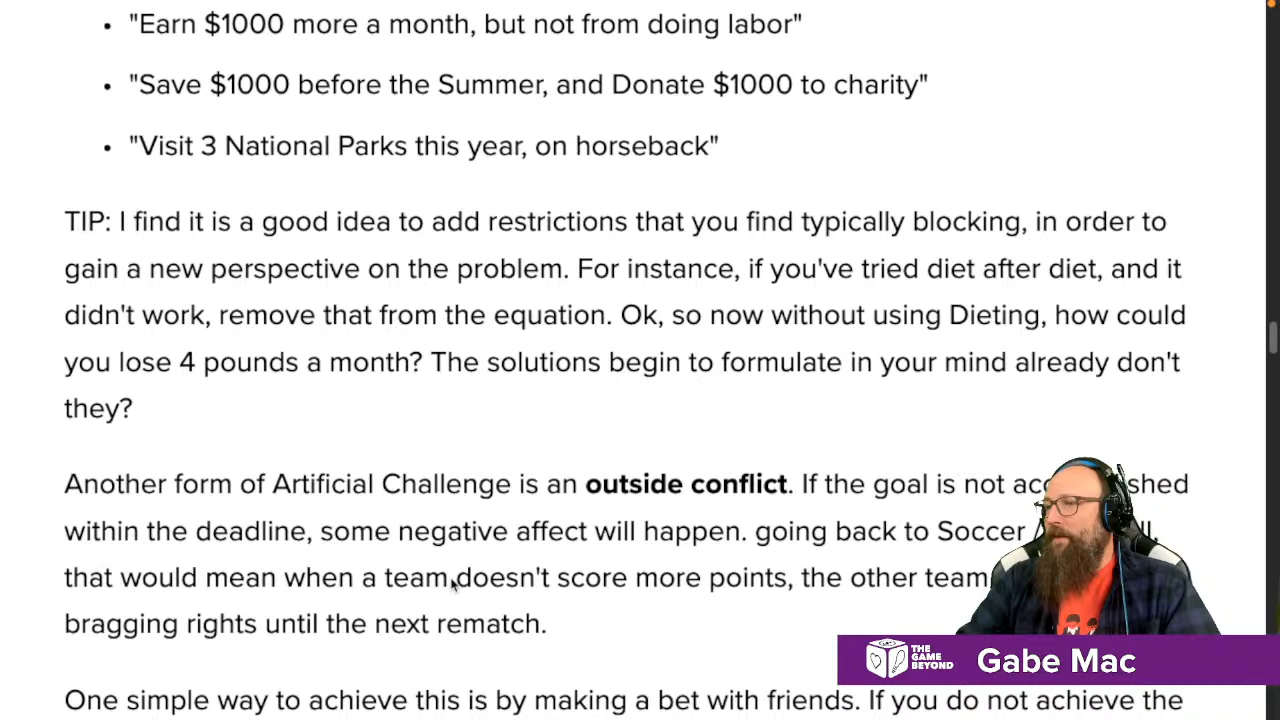 • "Earn $1000 more a month, but not from doing labor"
• "Save $1000 before the Summer, and Donate $1000 to charity"
• "Visit 3 National Parks this year, on horseback"
TIP: I find it is a good idea to add restrictions that you find typically blocking, in order to
gain a new perspective on the problem. For instance, if you've tried diet after diet, and it
didn't work, remove that from the equation. Ok, so now without using Dieting, how could
you lose 4 pounds a month? The solutions begin to formulate in your mind already don't
they?
Another form of Artificial Challenge is an outside conflict. If the goal is not
within the deadline, some negative affect will happen. going back to Soccer
that would mean when a team doesn't score more points, the other team
bragging rights until the next rematch.
One simple way to achieve this is by making a bet with friends. If you do not achieve the
THE
GAME
BEYOND
Gabe Mac